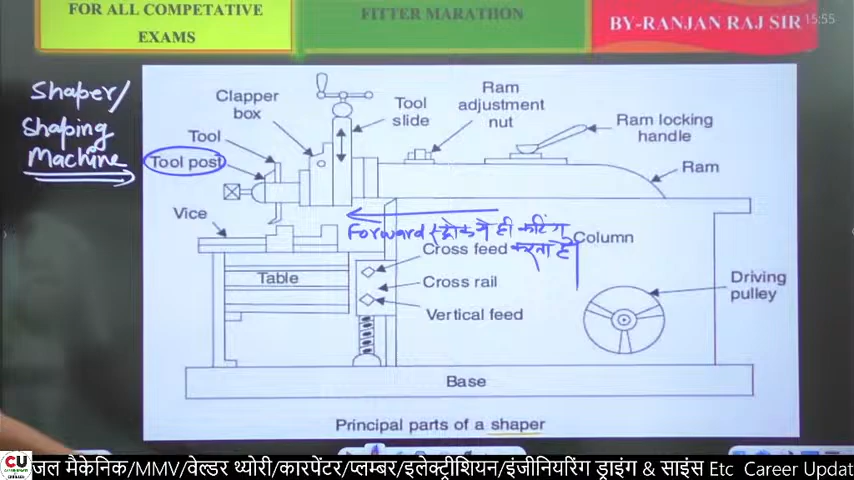 FOR ALL COMPETATIVE
EXAMS
FITTER MARATHON
BY-RANJAN RAJ SIR
15:55
Shaper/
Shaping
Machine
Clapper
box
Tool
Tool post
Vice
Tool
slide
Ram
adjustment
nut
Ram locking
handle
Ram
Forward स्ट्रोक में ही कटिंग
करता है
Column
Cross feed
Cross rail
Vertical feed
Table
Driving
pulley
Base
Principal parts of a shaper
CU
जल मैकेनिक/MMV/वेल्डर थ्योरी/कारपेंटर/प्लम्बर/इलेक्ट्रीशियन/इंजीनियरिंग ड्राइंग & साइंस Etc Career Updat